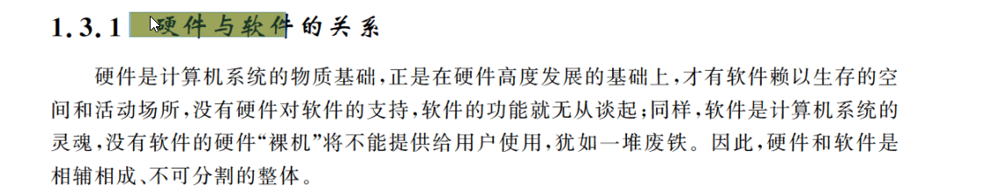 1.3.1 硬件与软件的关系
硬件是计算机系统的物质基础,正是在硬件高度发展的基础上,才有软件赖以生存的空
间和活动场所,没有硬件对软件的支持,软件的功能就无从谈起;同样,软件是计算机系统的
灵魂,没有软件的硬件“裸机”将不能提供给用户使用,犹如一堆废铁。因此,硬件和软件是
相辅相成、不可分割的整体。